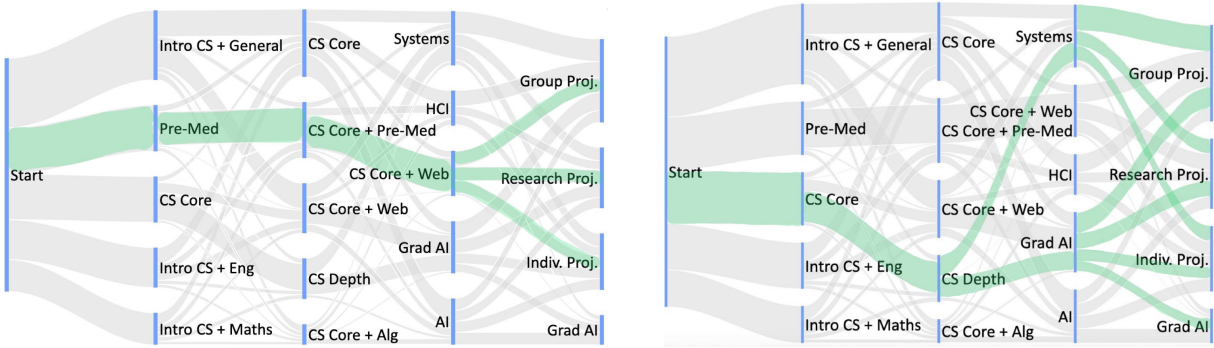 Start
Intro CS + General
Pre-Med
CS Core
Intro CS + Eng
Intro CS + Maths
CS Core
CS Core + Pre-Med
CS Core + Web
CS Depth
CS Core + Alg
Systems
HCI
CS Core + Web
Grad AI
AI
Group Proj.
Research Proj.
Indiv. Proj.
Grad AI
Start
Intro CS + General
Pre-Med
CS Core
Intro CS + Eng
Intro CS + Maths
CS Core
CS Core + Pre-Med
CS Core + Web
CS Depth
CS Core + Alg
Systems
CS Core + Web
HCI
Grad AI
AI
Group Proj.
Research Proj.
Indiv. Proj.
Grad AI